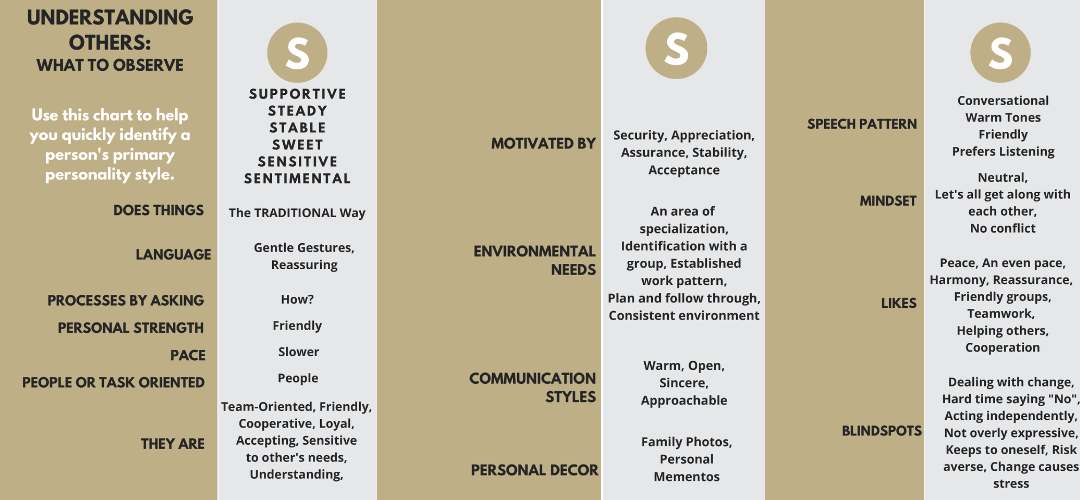 UNDERSTANDING
OTHERS:
WHAT TO OBSERVE
Use this chart to help
you quickly identify a
person's primary
personality style.
S
SUPPORTIVE
STEADY
STABLE
SWEET
SENSITIVE
SENTIMENTAL
DOES THINGS
The TRADITIONAL Way
LANGUAGE
Gentle Gestures,
Reassuring
PROCESSES BY ASKING
How?
PERSONAL STRENGTH
Friendly
PACE
Slower
PEOPLE OR TASK ORIENTED
People
THEY ARE
Team-Oriented, Friendly,
Cooperative, Loyal,
Accepting, Sensitive
to other's needs,
Understanding,
S
MOTIVATED BY
Security, Appreciation,
Assurance, Stability,
Acceptance
ENVIRONMENTAL
NEEDS
An area of
specialization,
Identification with a
group, Established
work pattern,
Plan and follow through,
Consistent environment
COMMUNICATION
STYLES
Warm, Open,
Sincere,
Approachable
PERSONAL DECOR
Family Photos,
Personal
Mementos
S
SPEECH PATTERN
Conversational
Warm Tones
Friendly
Prefers Listening
MINDSET
Neutral,
Let's all get along with
each other,
No conflict
LIKES
Peace, An even pace,
Harmony, Reassurance,
Friendly groups,
Teamwork,
Helping others,
Cooperation
BLINDSPOTS
Dealing with change,
Hard time saying "No",
Acting independently,
Not overly expressive,
Keeps to oneself, Risk
averse, Change causes
stress